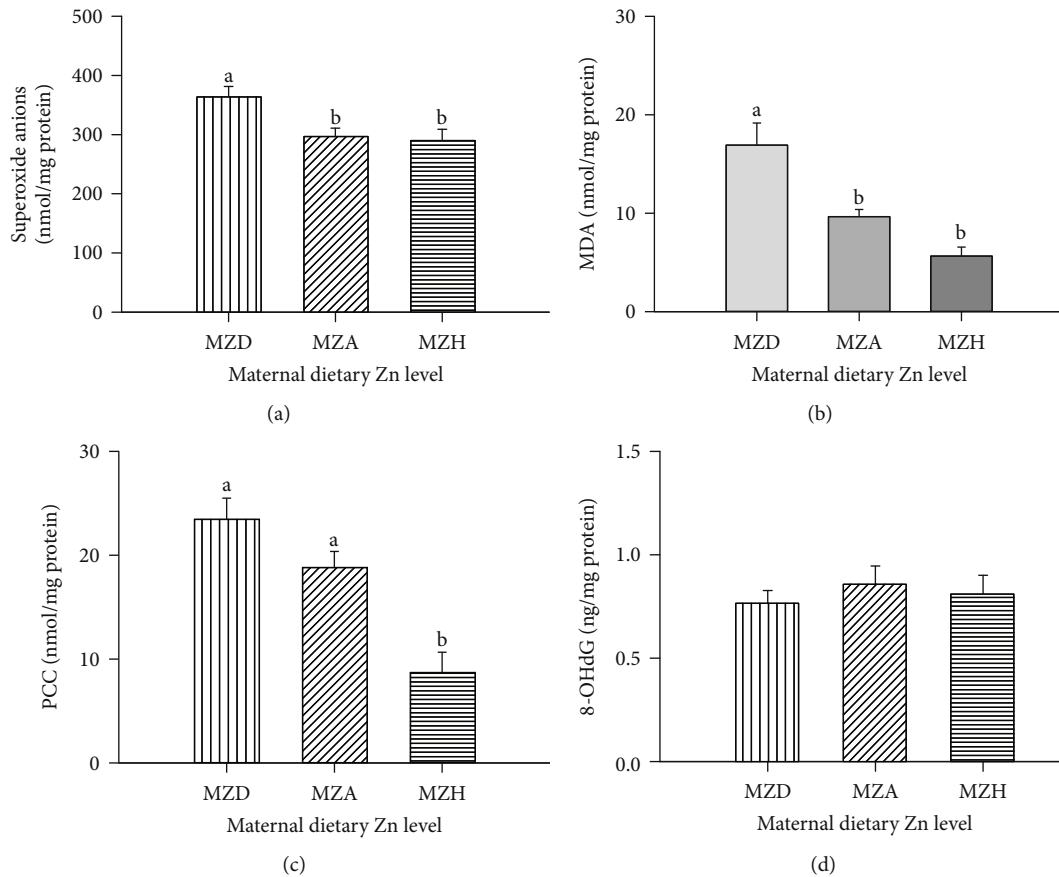 500
400
300
200
100
0
Superoxide anions
(nmol/mg protein)
a
b
b
MZD MZA MZH
Maternal dietary Zn level
(a)
30
20
10
0
MDA (nmol/mg protein)
a
b
b
MZD MZA MZH
Maternal dietary Zn level
(b)
30
20
10
0
PCC (nmol/mg protein)
a
a
b
MZD MZA MZH
Maternal dietary Zn level
(c)
1.5
1.0
0.5
0.0
8-OHdG (ng/mg protein)
MZD MZA MZH
Maternal dietary Zn level
(d)